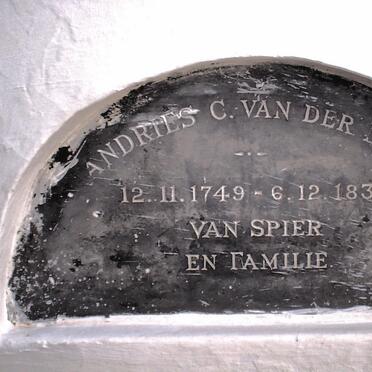 ANDRIES C. VAN DER
12.11.1749 - 6.12.183
VAN SPIER
EN FAMILIE